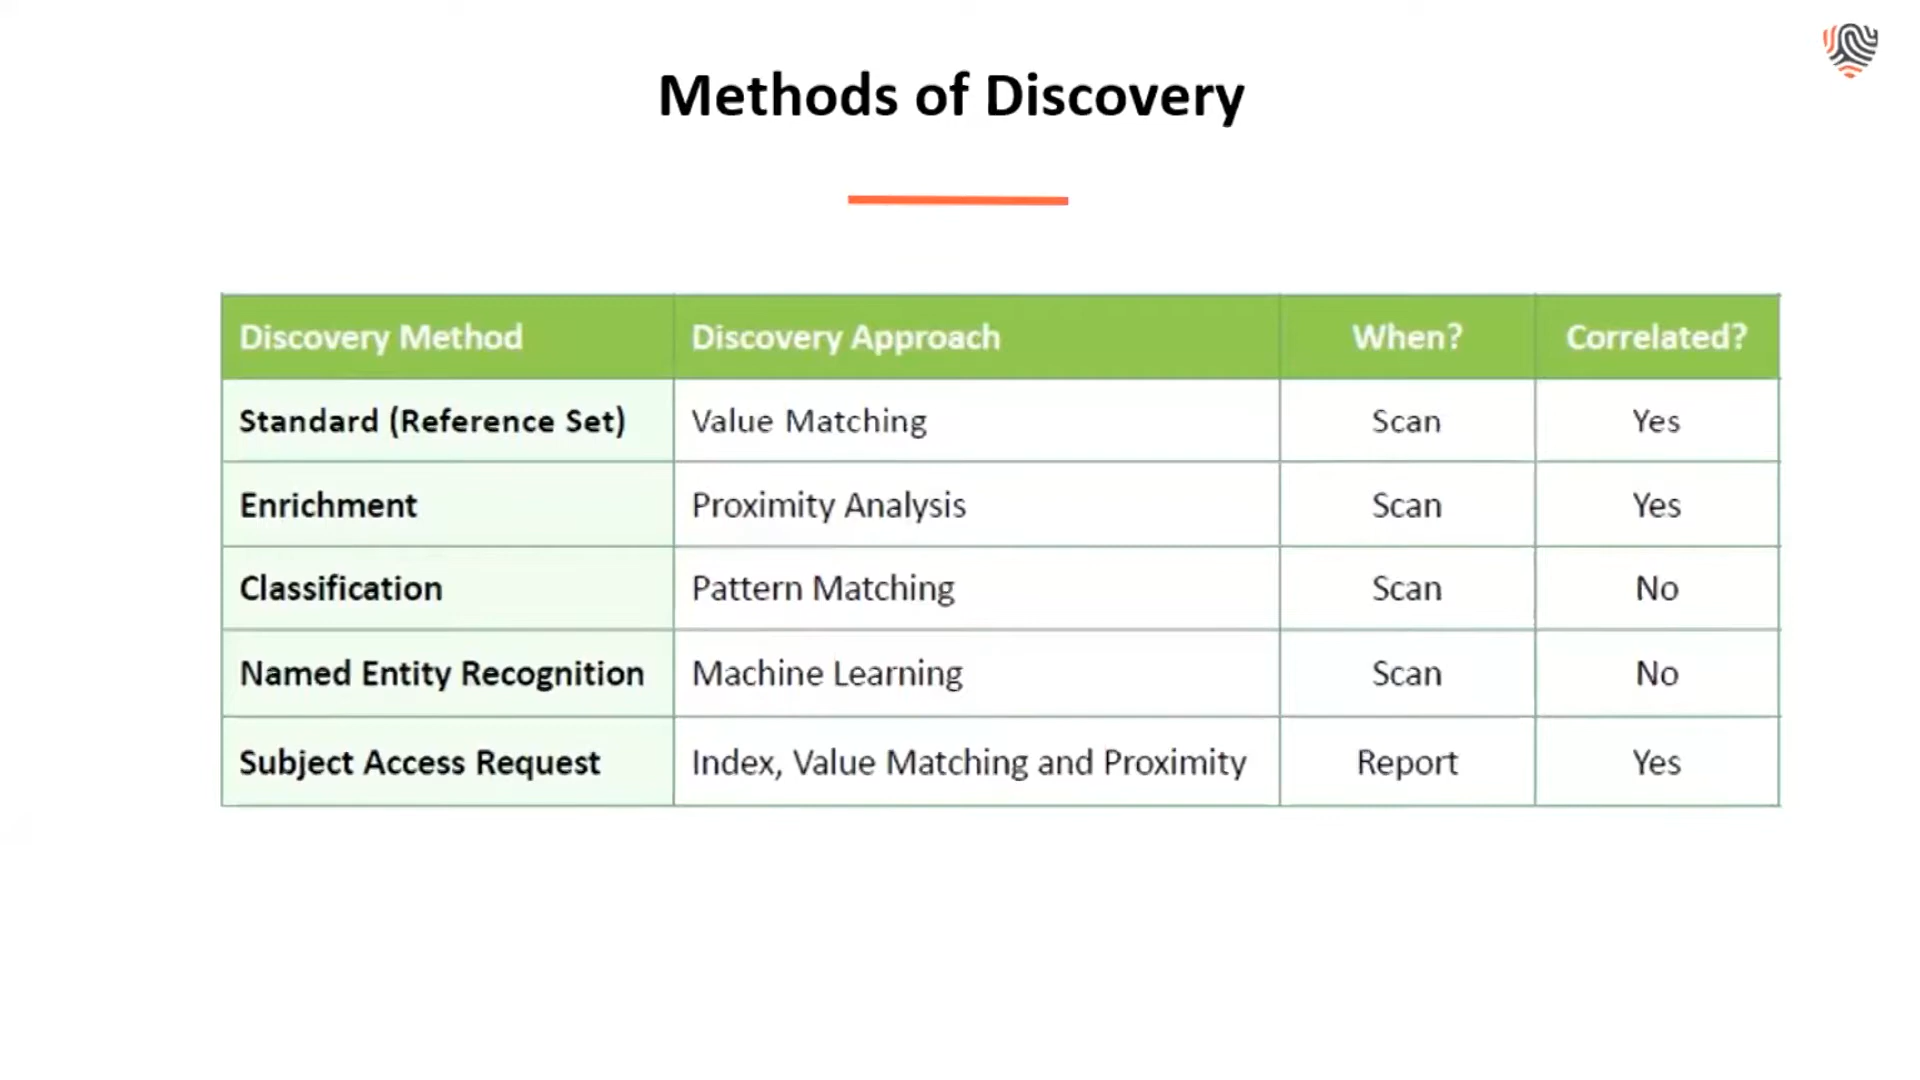 Methods of Discovery
Discovery Method Discovery Approach When? Correlated?
Standard (Reference Set) Value Matching Scan Yes
Enrichment Proximity Analysis Scan Yes
Classification Pattern Matching Scan No
Named Entity Recognition Machine Learning Scan No
Subject Access Request Index, Value Matching and Proximity Report Yes